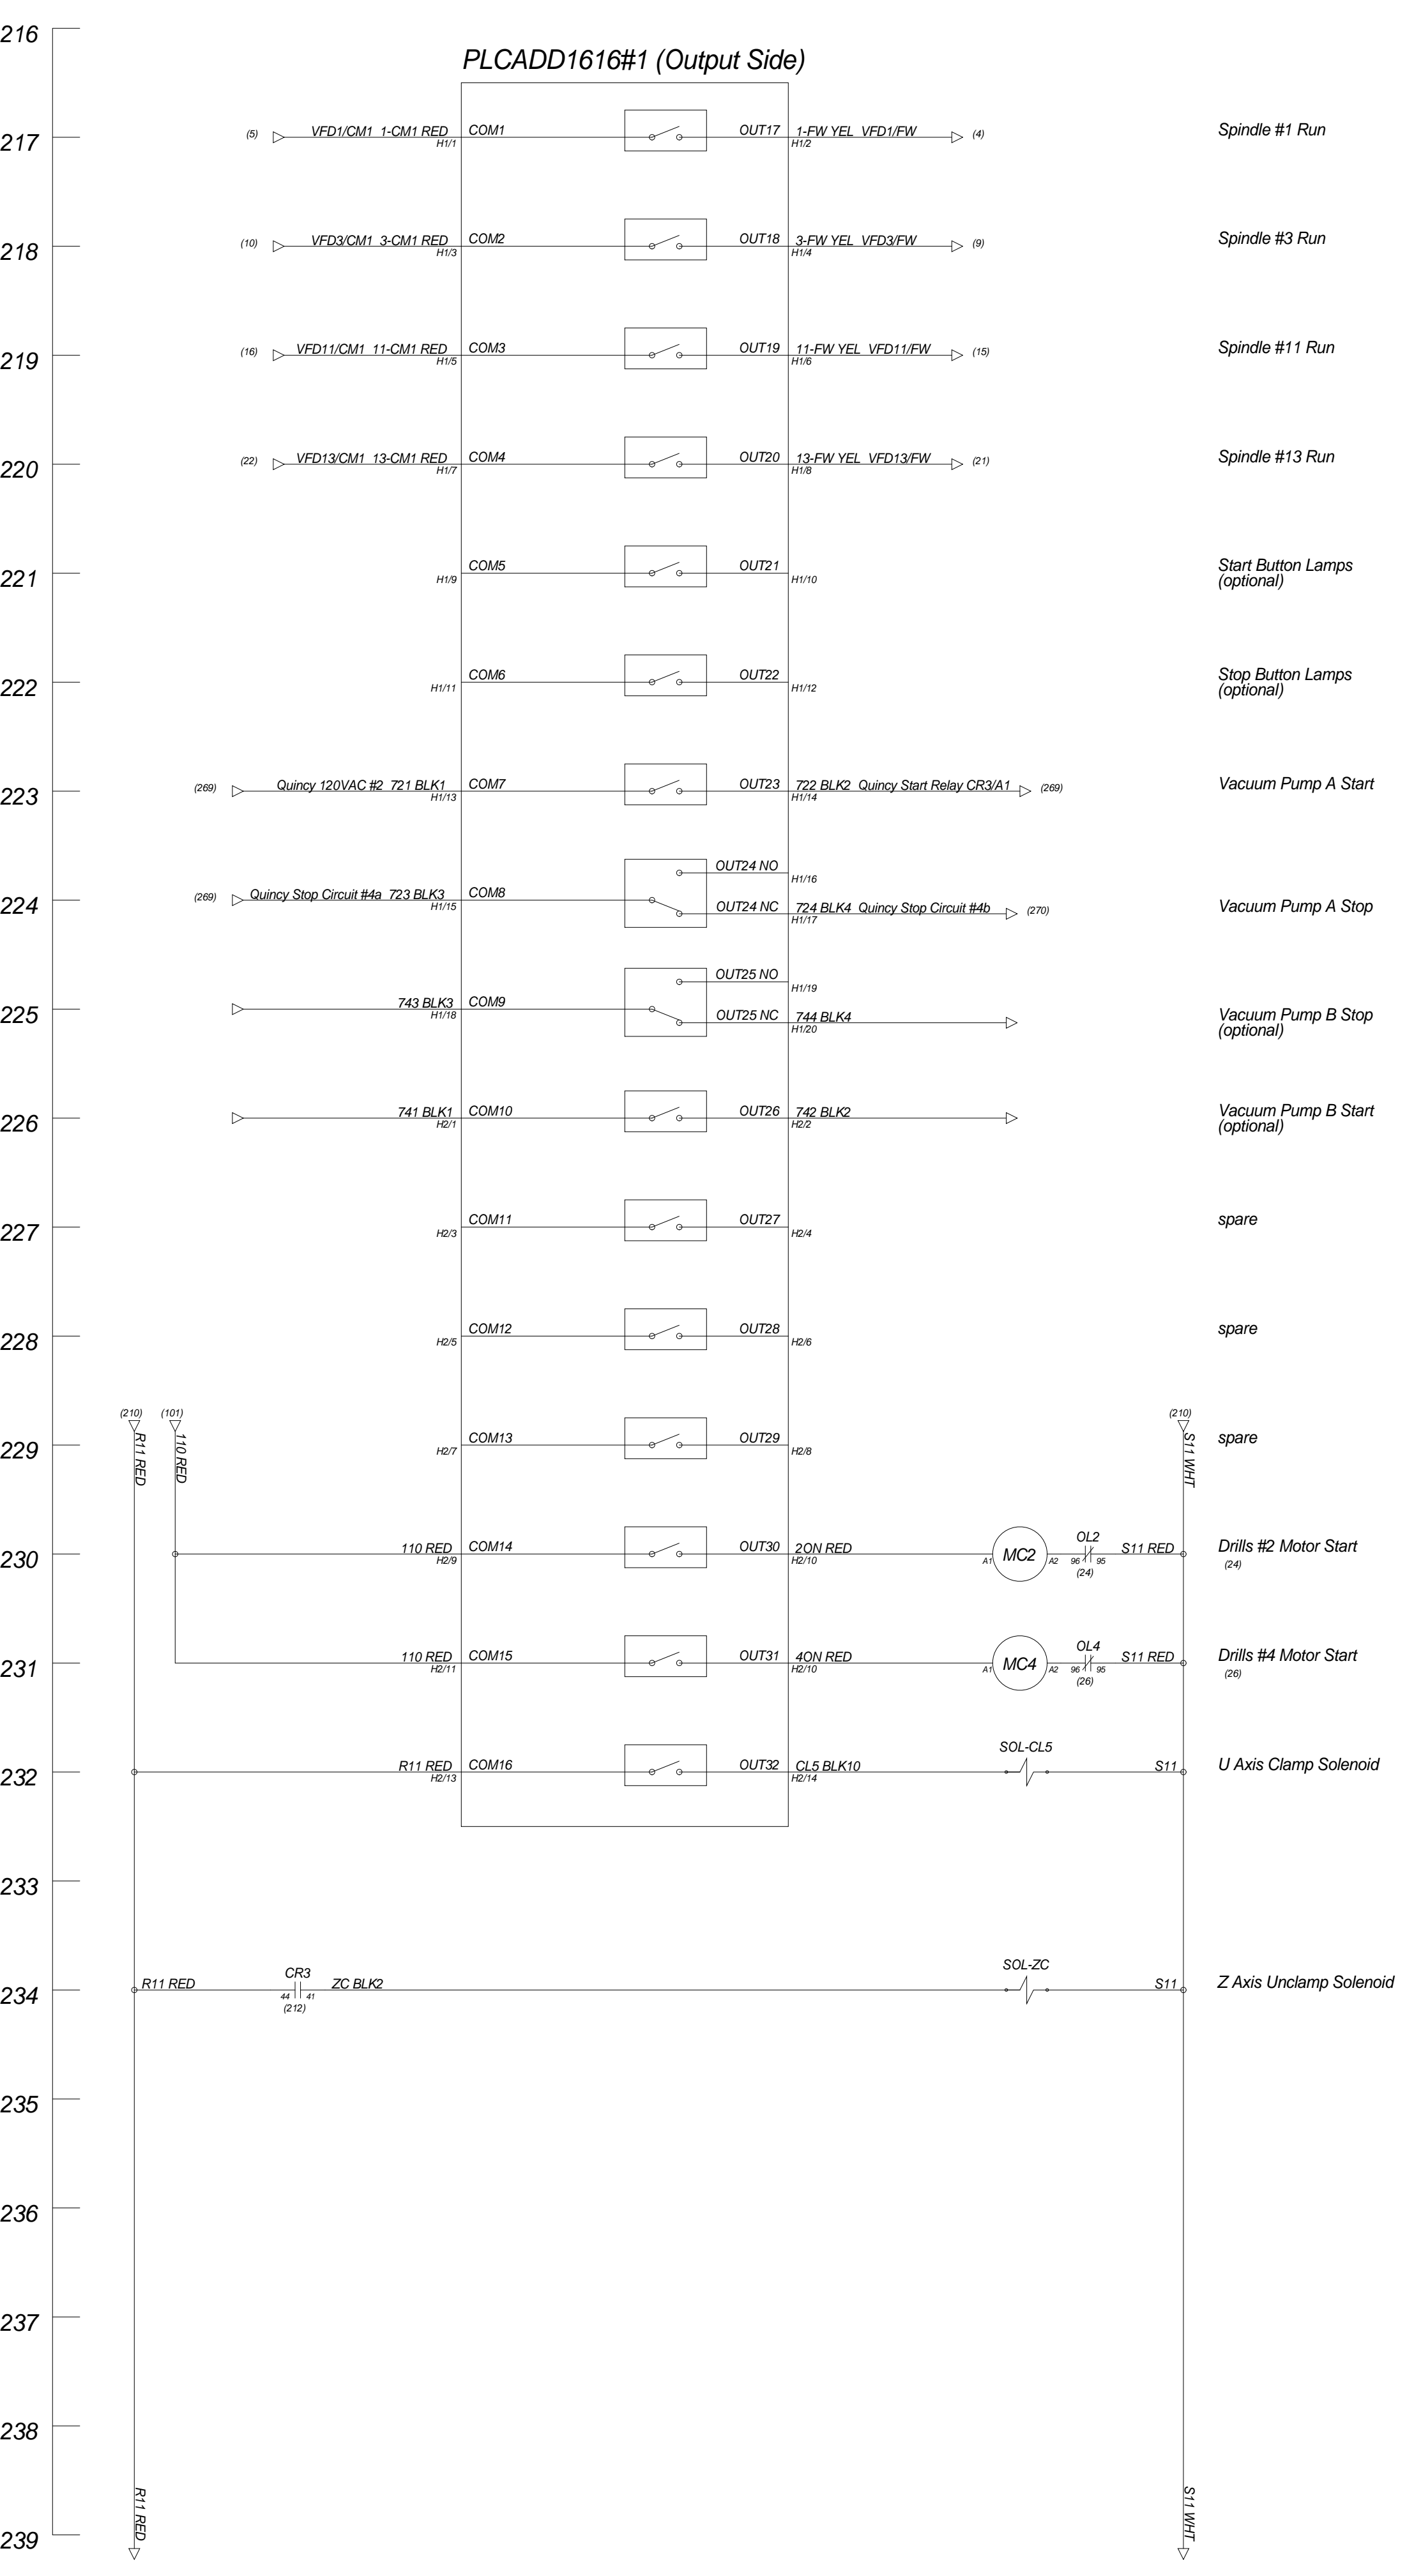 216
PLCADD1616#1 (Output Side)
217
(5) VFD1/CM1 1-CM1 RED COM1 OUT17 1-FW YEL VFD1/FW (4) Spindle #1 Run
H1/1 H1/2
218
(10) VFD3/CM1 3-CM1 RED COM2 OUT18 3-FW YEL VFD3/FW (9) Spindle #3 Run
H1/3 H1/4
219
(16) VFD11/CM1 11-CM1 RED COM3 OUT19 11-FW YEL VFD11/FW (15) Spindle #11 Run
H1/5 H1/6
220
(22) VFD13/CM1 13-CM1 RED COM4 OUT20 13-FW YEL VFD13/FW (21) Spindle #13 Run
H1/7 H1/8
221
COM5 OUT21 Start Button Lamps
H1/9 H1/10 (optional)
222
COM6 OUT22 Stop Button Lamps
H1/11 H1/12 (optional)
223
(269) Quincy 120VAC #2 721 BLK1 COM7 OUT23 722 BLK2 Quincy Start Relay CR3/A1 (269) Vacuum Pump A Start
H1/13 H1/14
OUT24 NO
H1/16
224
(269) Quincy Stop Circuit #4a 723 BLK3 COM8
H1/15
OUT24 NC 724 BLK4 Quincy Stop Circuit #4b (270) Vacuum Pump A Stop
H1/17
OUT25 NO
H1/19
225
743 BLK3 COM9
H1/18
OUT25 NC 744 BLK4 Vacuum Pump B Stop
H1/20 (optional)
226
741 BLK1 COM10 OUT26 742 BLK2 Vacuum Pump B Start
H2/1 H2/2 (optional)
227
COM11 OUT27 spare
H2/3 H2/4
228
COM12 OUT28 spare
H2/5 H2/6
(210) (101) (210)
R11 RED
110 RED
S11 WHT
229
COM13 OUT29 spare
H2/7 H2/8
230
110 RED COM14 OUT30 2ON RED MC2 OL2 S11 RED Drills #2 Motor Start
H2/9 H2/10 A1 A2 96 95 (24)
(24)
231
110 RED COM15 OUT31 4ON RED MC4 OL4 S11 RED Drills #4 Motor Start
H2/11 H2/10 A1 A2 96 95 (26)
(26)
232
SOL-CL5
R11 RED COM16 OUT32 CL5 BLK10 S11 U Axis Clamp Solenoid
H2/13 H2/14
233
234
CR3 SOL-ZC
R11 RED ZC BLK2 S11 Z Axis Unclamp Solenoid
44 41
(212)
235
236
237
238
R11 RED
S11 WHT
239